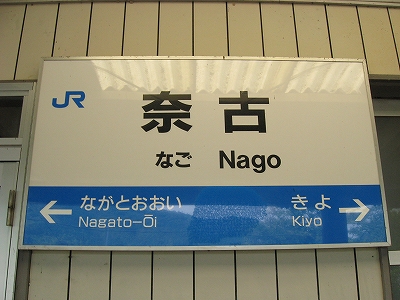 JR
奈古
なご Nago
← ながとおおい きよ →
Nagato-Ōi Kiyo